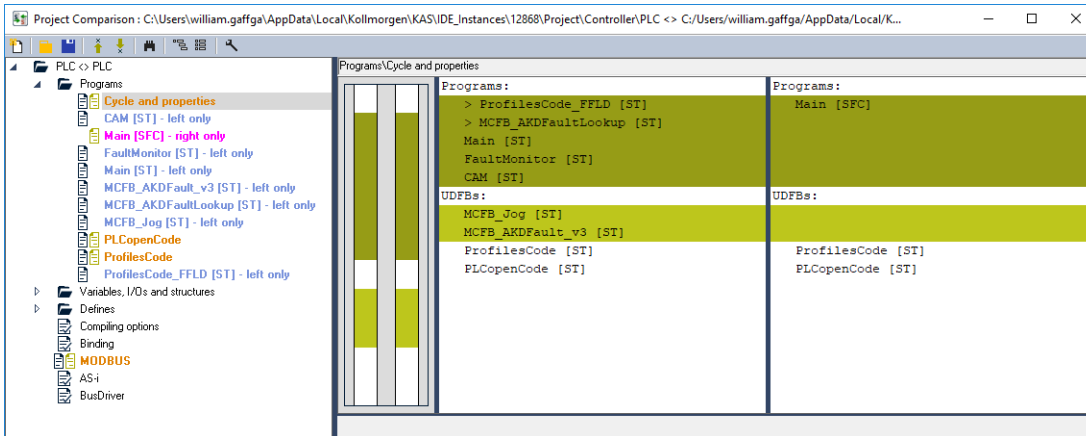 Project Comparison : C:\Users\william.gaffga\AppData\Local\Kollmorgen\KAS\IDE_Instances\12868\Project\Controller\PLC <> C:/Users/william.gaffga/AppData/Local/K...
PLC <> PLC
Programs
Cycle and properties
CAM [ST] - left only
Main [SFC] - right only
FaultMonitor [ST] - left only
Main [ST] - left only
MCFB_AKDFault_v3 [ST] - left only
MCFB_AKDFaultLookup [ST] - left only
MCFB_Jog [ST] - left only
PLCopenCode
ProfilesCode
ProfilesCode_FFLD [ST] - left only
Variables, I/Os and structures
Defines
Compiling options
Binding
MODBUS
AS-i
BusDriver
Programs\Cycle and properties
Programs:
> ProfilesCode_FFLD [ST]
> MCFB_AKDFaultLookup [ST]
Main [ST]
FaultMonitor [ST]
CAM [ST]
UDFBs:
MCFB_Jog [ST]
MCFB_AKDFault_v3 [ST]
ProfilesCode [ST]
PLCopenCode [ST]
Programs:
Main [SFC]
UDFBs:
ProfilesCode [ST]
PLCopenCode [ST]